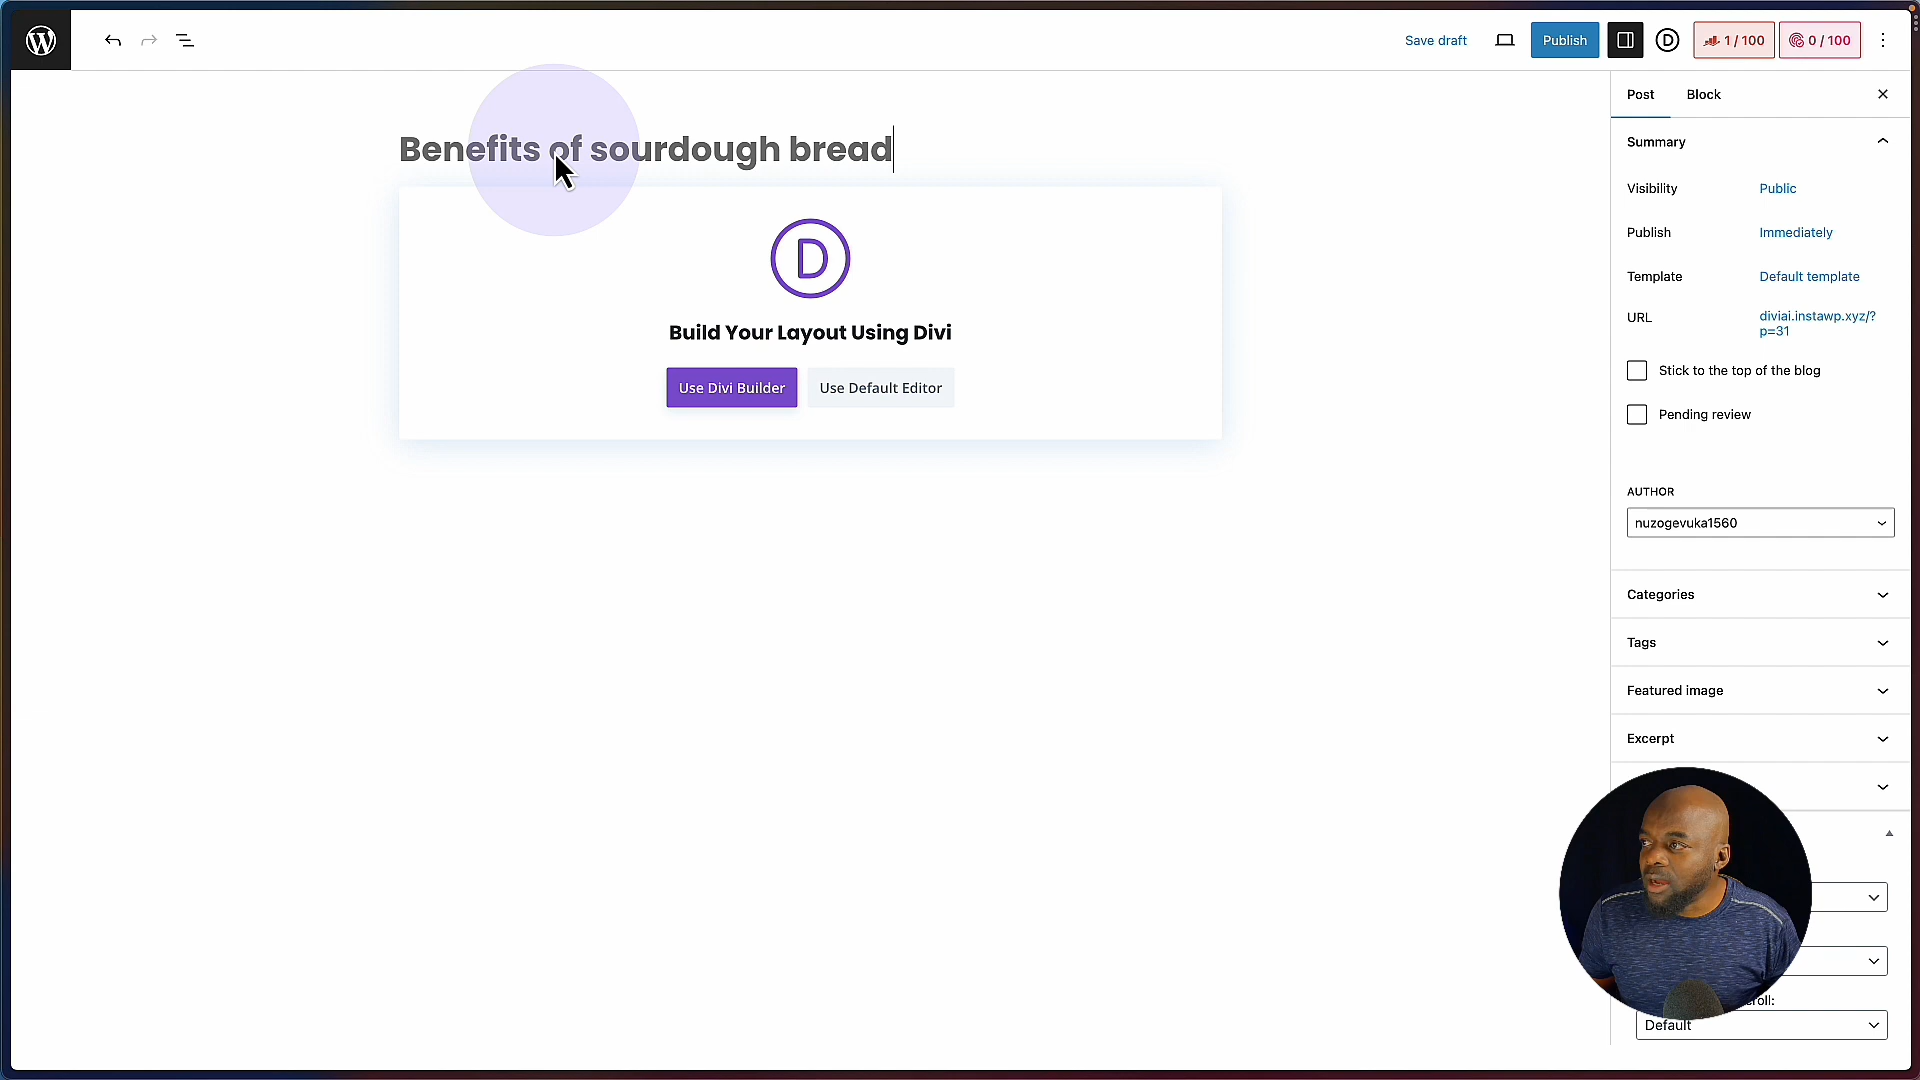 Save draft
Publish
1 / 100
0 / 100
Benefits of sourdough bread
Build Your Layout Using Divi
Use Divi Builder
Use Default Editor
Post
Block
Summary
Visibility
Public
Publish
Immediately
Template
Default template
URL
diviai.instawp.xyz/?
p=31
Stick to the top of the blog
Pending review
AUTHOR
nuzogevuka1560
Categories
Tags
Featured image
Excerpt
Default